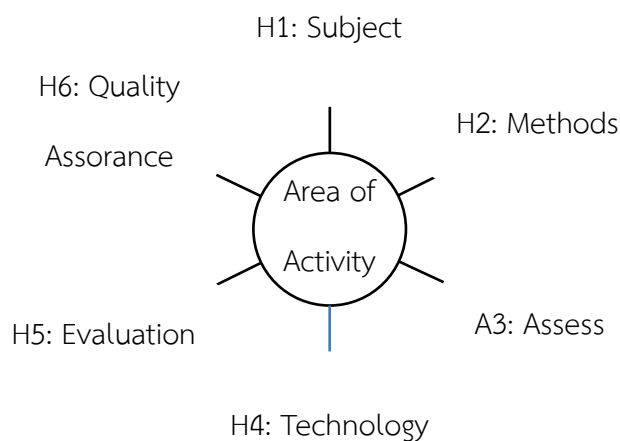 H1: Subject
H6: Quality
Assorance
H2: Methods
Area of
Activity
H5: Evaluation
A3: Assess
H4: Technology